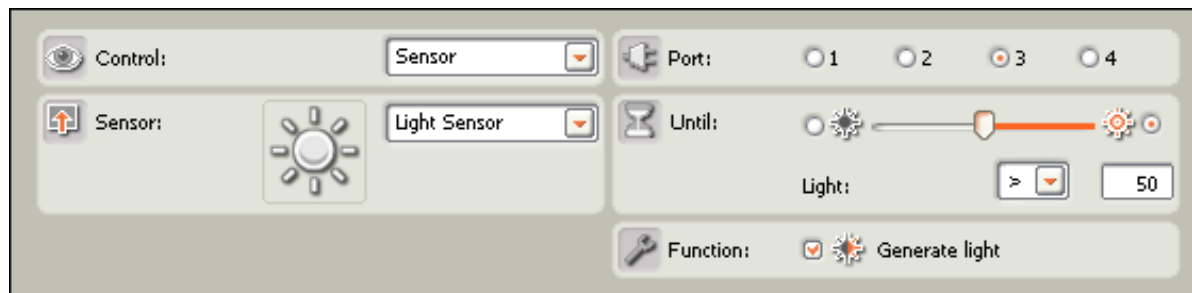 Control:
Sensor
Port:
1
2
3
4
Sensor:
Light Sensor
Until:
Light:
>
50
Function:
Generate light